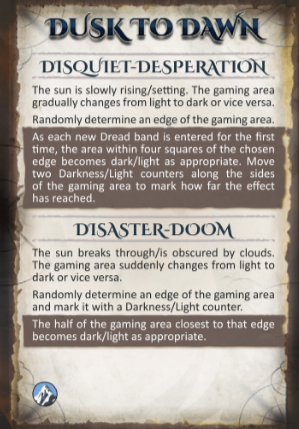 DUSK TO DAWN
DISQUIET-DESPERATION
The sun is slowly rising/setting. The gaming area
gradually changes from light to dark or vice versa.
Randomly determine an edge of the gaming area.
As each new Dread band is entered for the first
time, the area within four squares of the chosen
edge becomes dark/light as appropriate. Move
two Darkness/Light counters along the sides
of the gaming area to mark how far the effect
has reached.
DISASTER-DOOM
The sun breaks through/is obscured by clouds.
The gaming area suddenly changes from light to
dark or vice versa.
Randomly determine an edge of the gaming area
and mark it with a Darkness/Light counter.
The half of the gaming area closest to that edge
becomes dark/light as appropriate.